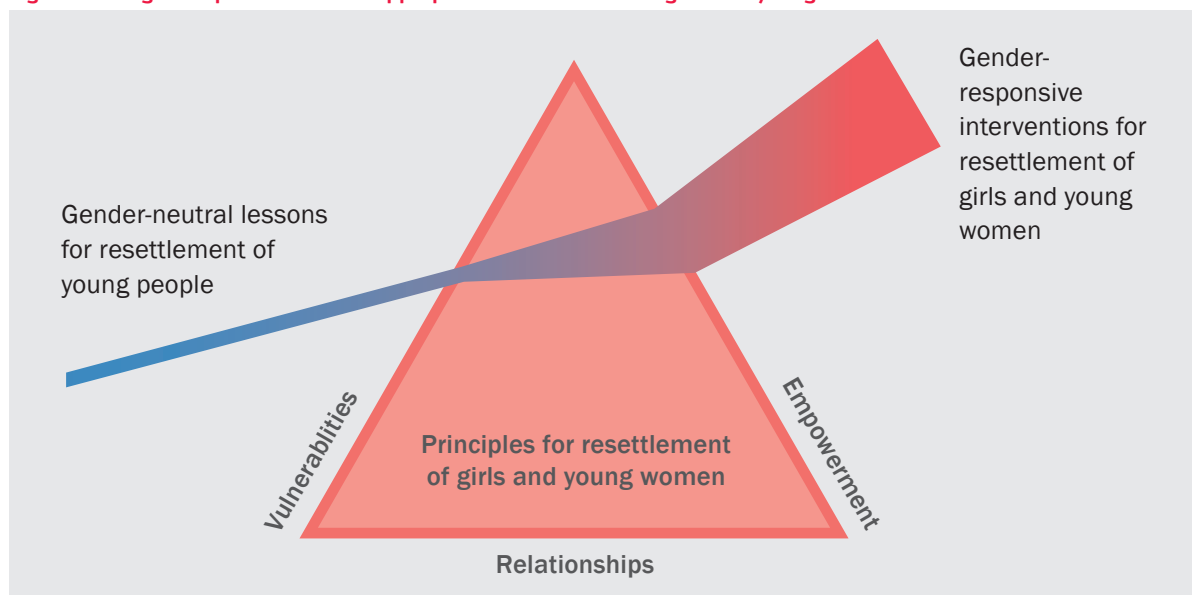 Gender-neutral lessons
for resettlement of
young people
Gender-
responsive
interventions for
resettlement of
girls and young
women
Vulnerablities
Empowerment
Principles for resettlement
of girls and young women
Relationships